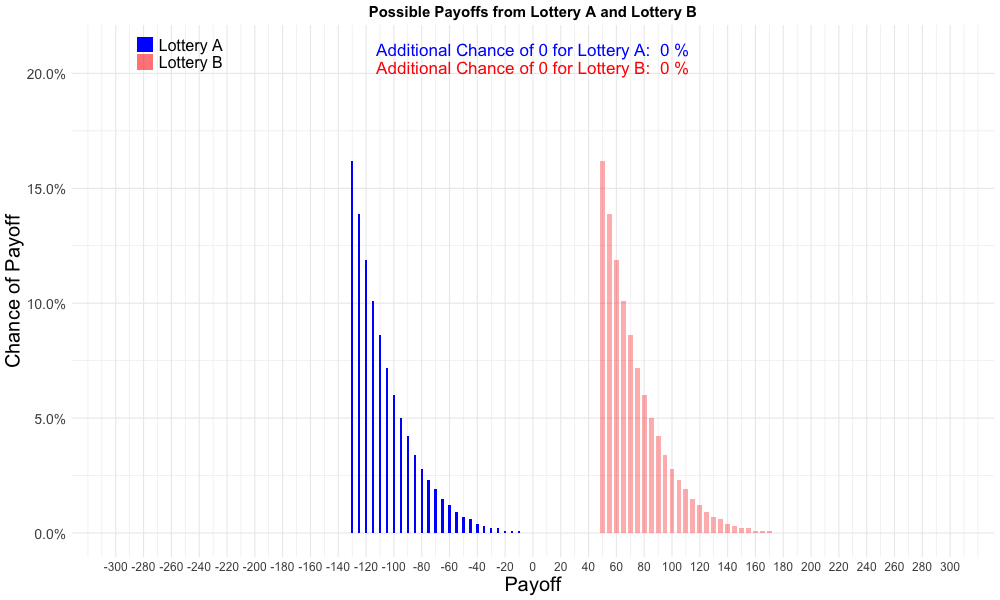 Possible Payoffs from Lottery A and Lottery B
Lottery A
Lottery B
Additional Chance of 0 for Lottery A:  0 %
Additional Chance of 0 for Lottery B:  0 %
Chance of Payoff
20.0%
15.0%
10.0%
5.0%
0.0%
-300 -280 -260 -240 -220 -200 -180 -160 -140 -120 -100 -80 -60 -40 -20 0 20 40 60 80 100 120 140 160 180 200 220 240 260 280 300
Payoff